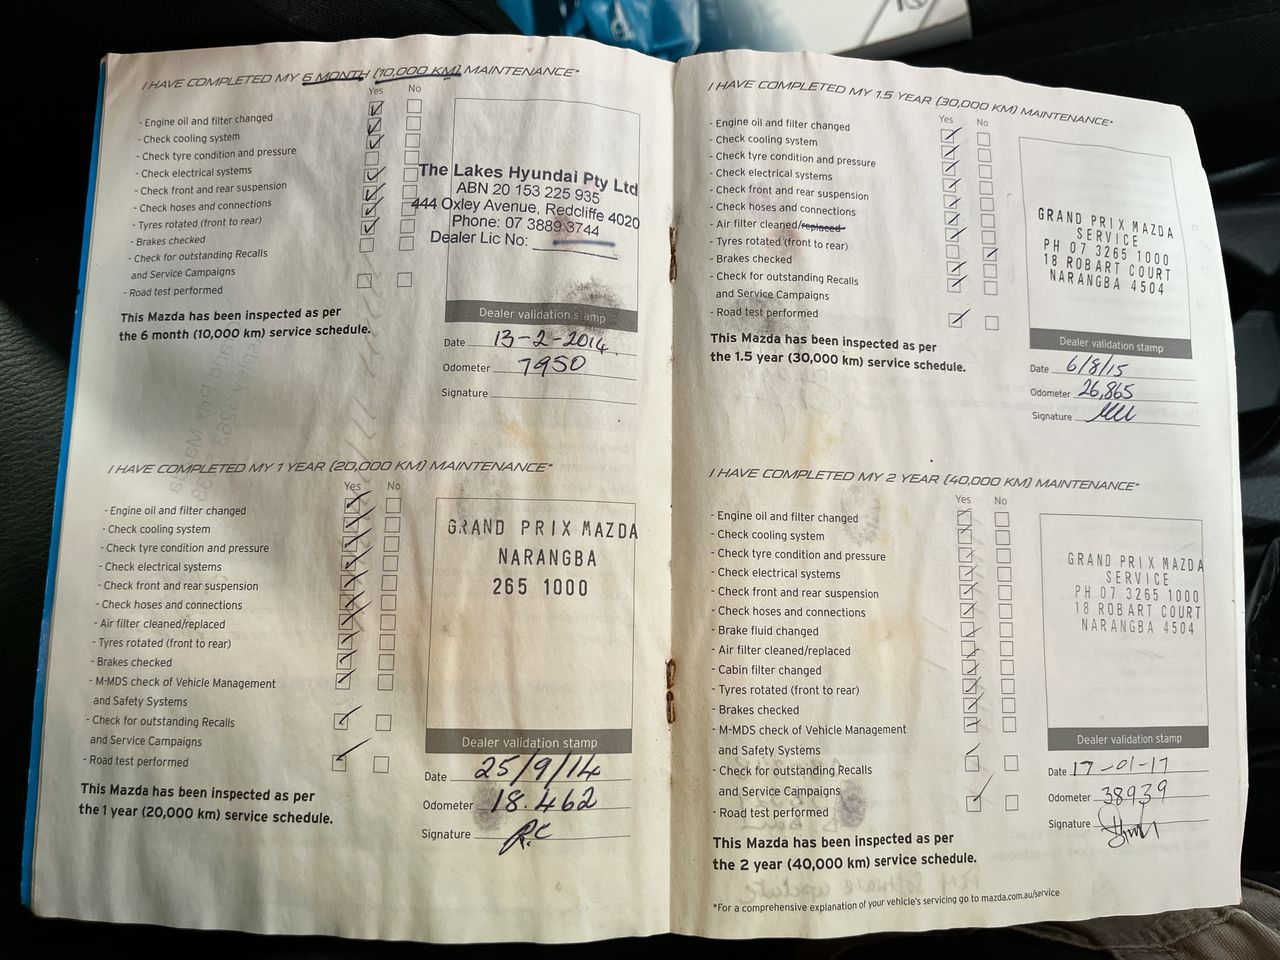 I HAVE COMPLETED MY 6 MONTH (10,000 KM) MAINTENANCE*
Yes No
- Engine oil and filter changed
- Check cooling system
- Check tyre condition and pressure
- Check electrical systems
- Check front and rear suspension
- Check hoses and connections
- Tyres rotated (front to rear)
- Brakes checked
- Check for outstanding Recalls
and Service Campaigns
- Road test performed
This Mazda has been inspected as per
the 6 month (10,000 km) service schedule.
The Lakes Hyundai Pty Ltd
ABN 20 153 225 935
444 Oxley Avenue, Redcliffe 4020
Phone: 07 3889 3744
Dealer Lic No:
Dealer validation stamp
Date 13-2-2014
Odometer 7950
Signature
I HAVE COMPLETED MY 1 YEAR (20,000 KM) MAINTENANCE*
Yes No
- Engine oil and filter changed
- Check cooling system
- Check tyre condition and pressure
- Check electrical systems
- Check front and rear suspension
- Check hoses and connections
- Air filter cleaned/replaced
- Tyres rotated (front to rear)
- Brakes checked
- M-MDS check of Vehicle Management
and Safety Systems
- Check for outstanding Recalls
and Service Campaigns
- Road test performed
This Mazda has been inspected as per
the 1 year (20,000 km) service schedule.
GRAND PRIX MAZDA
NARANGBA
265 1000
Dealer validation stamp
Date 25/9/14
Odometer 18.462
Signature
I HAVE COMPLETED MY 1.5 YEAR (30,000 KM) MAINTENANCE*
Yes No
- Engine oil and filter changed
- Check cooling system
- Check tyre condition and pressure
- Check electrical systems
- Check front and rear suspension
- Check hoses and connections
- Air filter cleaned/replaced
- Tyres rotated (front to rear)
- Brakes checked
- Check for outstanding Recalls
and Service Campaigns
- Road test performed
This Mazda has been inspected as per
the 1.5 year (30,000 km) service schedule.
GRAND PRIX MAZDA
SERVICE
PH 07 3265 1000
18 ROBART COURT
NARANGBA 4504
Dealer validation stamp
Date 6/8/15
Odometer 26,865
Signature
I HAVE COMPLETED MY 2 YEAR (40,000 KM) MAINTENANCE*
Yes No
- Engine oil and filter changed
- Check cooling system
- Check tyre condition and pressure
- Check electrical systems
- Check front and rear suspension
- Check hoses and connections
- Brake fluid changed
- Air filter cleaned/replaced
- Cabin filter changed
- Tyres rotated (front to rear)
- Brakes checked
- M-MDS check of Vehicle Management
and Safety Systems
- Check for outstanding Recalls
and Service Campaigns
- Road test performed
This Mazda has been inspected as per
the 2 year (40,000 km) service schedule.
GRAND PRIX MAZDA
SERVICE
PH 07 3265 1000
18 ROBART COURT
NARANGBA 4504
Dealer validation stamp
Date 17-01-17
Odometer 38939
Signature
*For a comprehensive explanation of your vehicle's servicing go to mazda.com.au/service